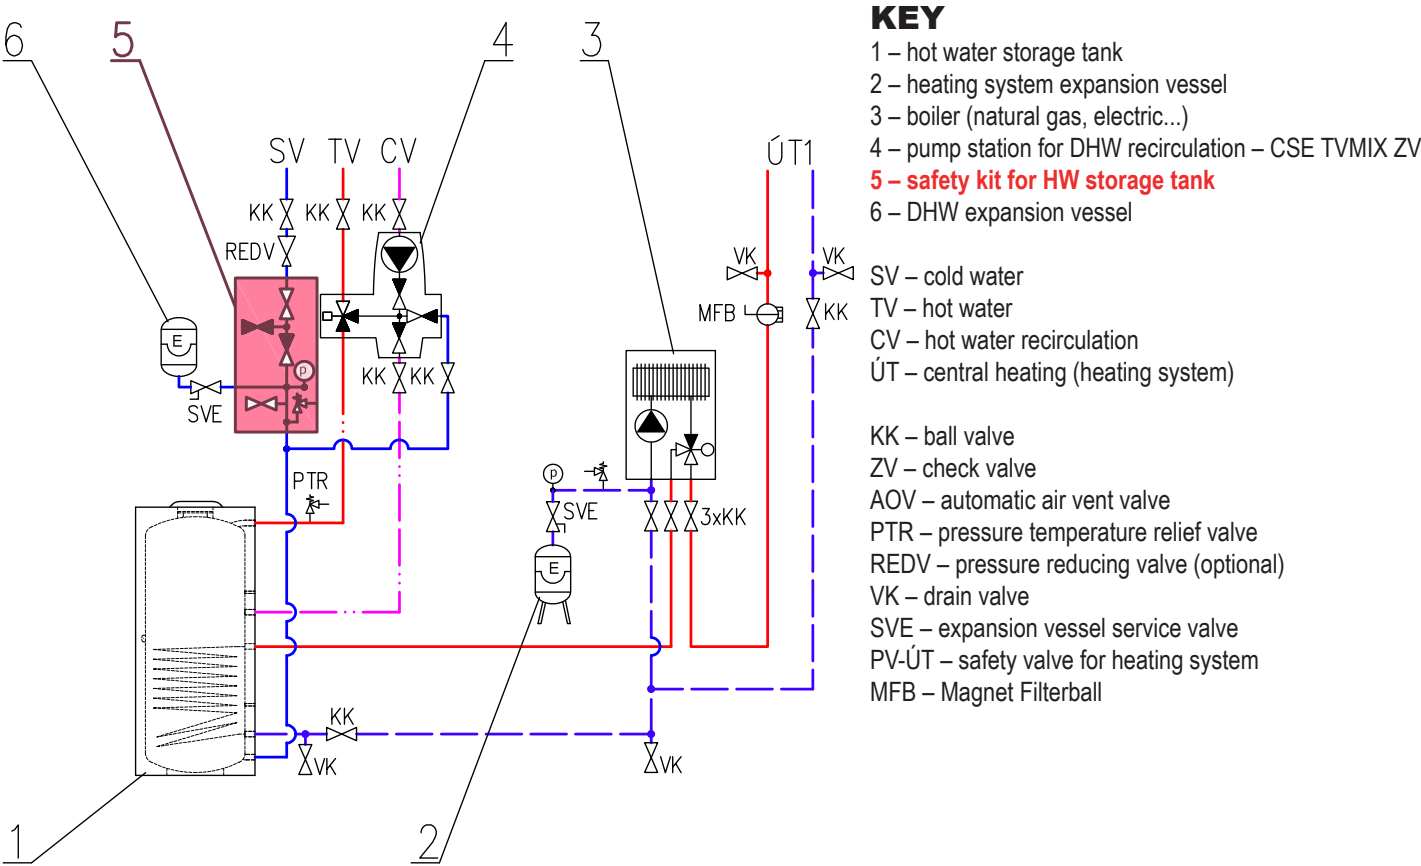 6
5
4
3
SV TV CV
ÚT1
KK KK KK
REDV
VK VK
MFB KK
E
p
SVE
KK KK
PTR
p
SVE
3xKK
E
KK
VK
VK
1
2
KEY
1 – hot water storage tank
2 – heating system expansion vessel
3 – boiler (natural gas, electric...)
4 – pump station for DHW recirculation – CSE TVMIX ZV
5 – safety kit for HW storage tank
6 – DHW expansion vessel
SV – cold water
TV – hot water
CV – hot water recirculation
ÚT – central heating (heating system)
KK – ball valve
ZV – check valve
AOV – automatic air vent valve
PTR – pressure temperature relief valve
REDV – pressure reducing valve (optional)
VK – drain valve
SVE – expansion vessel service valve
PV-ÚT – safety valve for heating system
MFB – Magnet Filterball